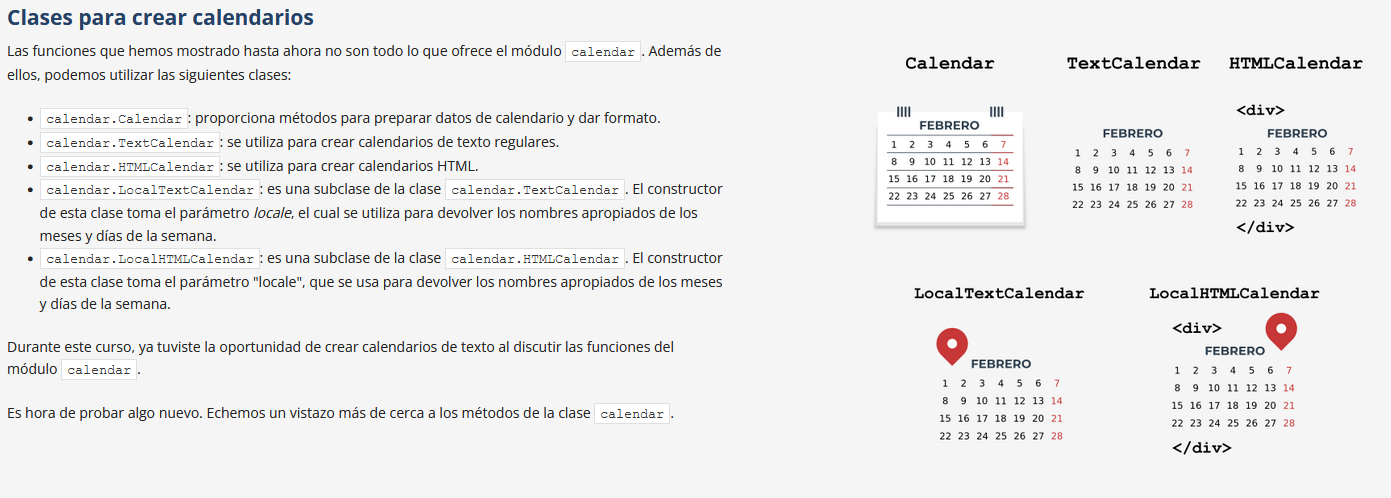 Clases para crear calendarios
Las funciones que hemos mostrado hasta ahora no son todo lo que ofrece el módulo calendar. Además de
ellos, podemos utilizar las siguientes clases:
• calendar.Calendar: proporciona métodos para preparar datos de calendario y dar formato.
• calendar.TextCalendar: se utiliza para crear calendarios de texto regulares.
• calendar.HTMLCalendar: se utiliza para crear calendarios HTML.
• calendar.LocalTextCalendar: es una subclase de la clase calendar.TextCalendar. El constructor
de esta clase toma el parámetro locale, el cual se utiliza para devolver los nombres apropiados de los
meses y días de la semana.
• calendar.LocalHTMLCalendar: es una subclase de la clase calendar.HTMLCalendar. El constructor
de esta clase toma el parámetro "locale", que se usa para devolver los nombres apropiados de los meses
y días de la semana.
Durante este curso, ya tuviste la oportunidad de crear calendarios de texto al discutir las funciones del
módulo calendar.
Es hora de probar algo nuevo. Echemos un vistazo más de cerca a los métodos de la clase calendar.
Calendar
FEBRERO
1 2 3 4 5 6 7
8 9 10 11 12 13 14
15 16 17 18 19 20 21
22 23 24 25 26 27 28
TextCalendar
FEBRERO
1 2 3 4 5 6 7
8 9 10 11 12 13 14
15 16 17 18 19 20 21
22 23 24 25 26 27 28
HTMLCalendar
<div>
FEBRERO
1 2 3 4 5 6 7
8 9 10 11 12 13 14
15 16 17 18 19 20 21
22 23 24 25 26 27 28
</div>
LocalTextCalendar
FEBRERO
1 2 3 4 5 6 7
8 9 10 11 12 13 14
15 16 17 18 19 20 21
22 23 24 25 26 27 28
LocalHTMLCalendar
<div>
FEBRERO
1 2 3 4 5 6 7
8 9 10 11 12 13 14
15 16 17 18 19 20 21
22 23 24 25 26 27 28
</div>